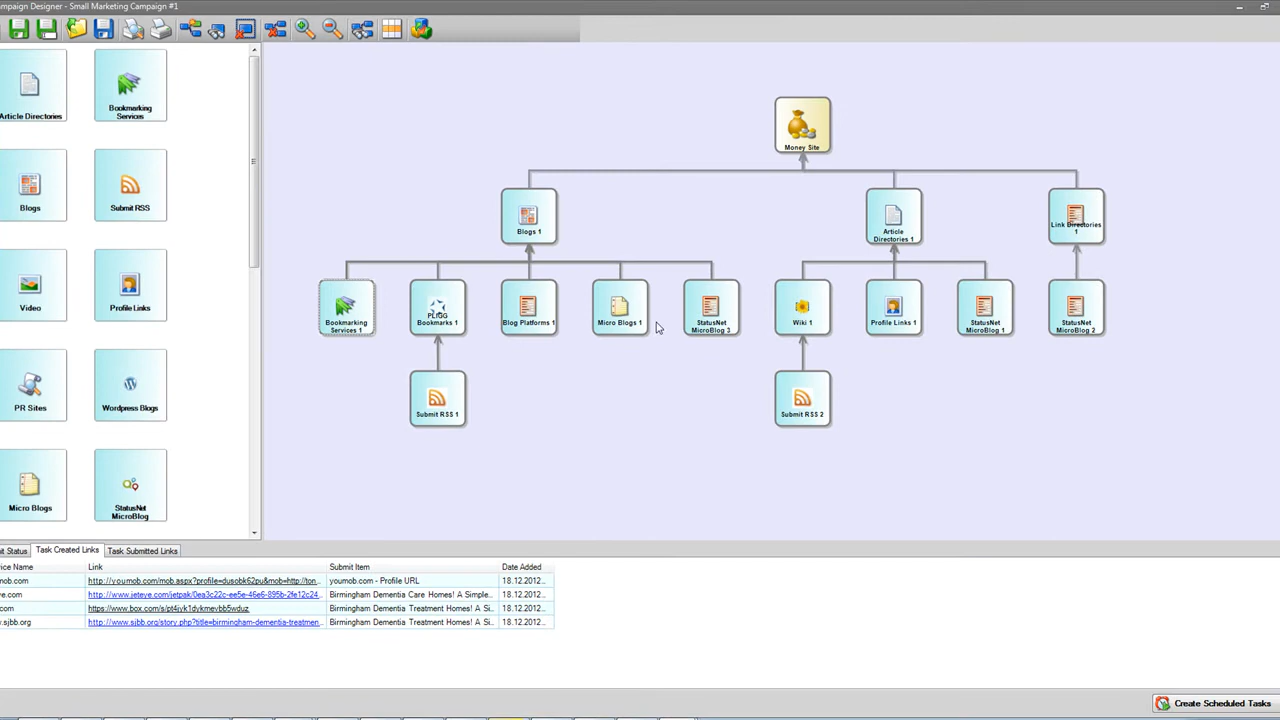 ampaign Designer - Small Marketing Campaign #1
Article Directories
Bookmarking
Services
Blogs
Submit RSS
Video
Profile Links
PR Sites
Wordpress Blogs
Micro Blogs
StatusNet
MicroBlog
Money Site
Blogs 1
Article
Directories 1
Link Directories
1
Bookmarking
Services 1
PLIGG
Bookmarks 1
Blog Platforms 1
Micro Blogs 1
StatusNet
MicroBlog 3
Wiki 1
Profile Links 1
StatusNet
MicroBlog 1
StatusNet
MicroBlog 2
Submit RSS 1
Submit RSS 2
it Status
Task Created Links
Task Submitted Links
ice Name Link Submit Item Date Added
mob.com http://youmob.com/mob.aspx?profile=dusobk62pu&mob=http://ton... youmob.com - Profile URL 18.12.2012...
ye.com http://www.jeteye.com/jetpak/0ea3c22c-ee5e-46e6-895b-2fe12c24... Birmingham Dementia Care Homes! A Simple... 18.12.2012...
.com https://www.box.com/s/pt4jyk1dykmevbb5wduz Birmingham Dementia Treatment Homes! A Si... 18.12.2012...
.sjbb.org http://www.sjbb.org/story.php?title=birmingham-dementia-treatmen... Birmingham Dementia Treatment Homes! A Si... 18.12.2012...
Create Scheduled Tasks